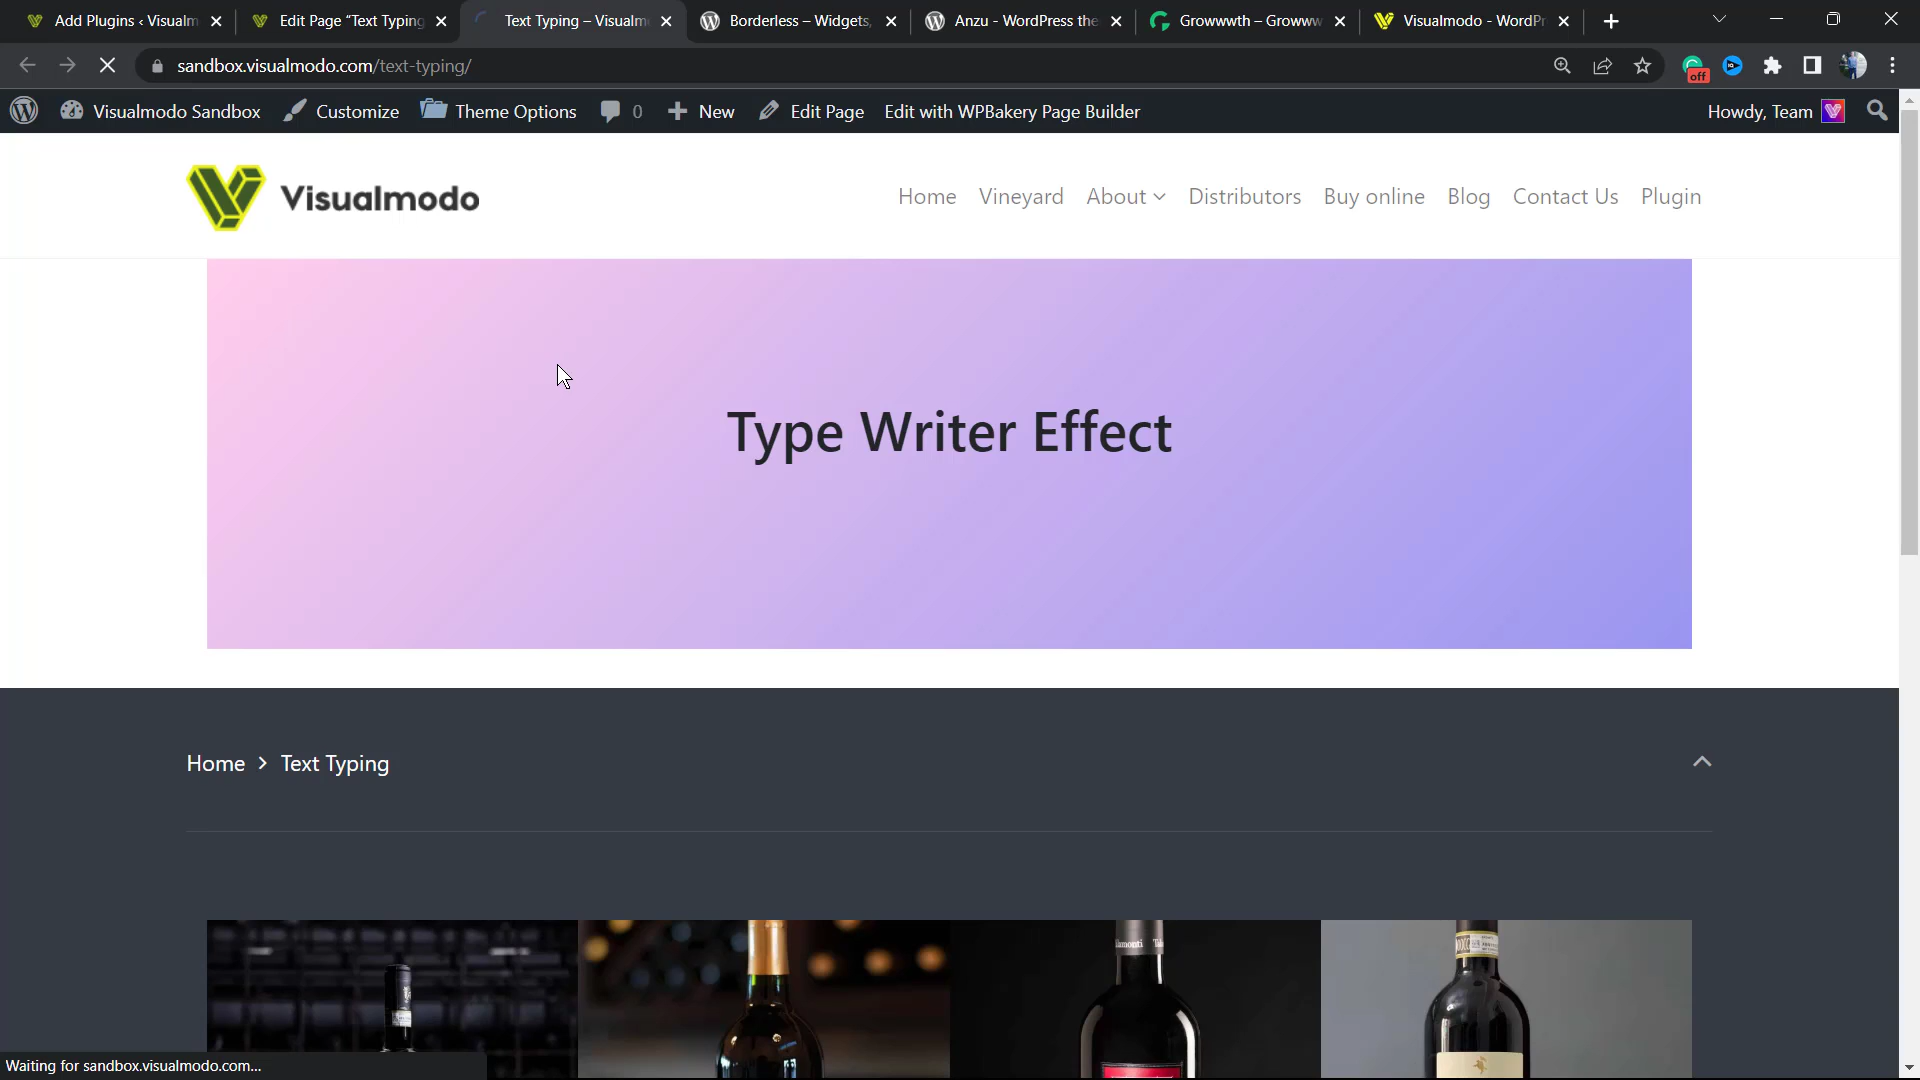 Add Plugins ‹ Visualm
Edit Page “Text Typing
Text Typing – Visualm
Borderless – Widgets,
Anzu - WordPress the
Growwwth – Growww
Visualmodo - WordPr
sandbox.visualmodo.com/text-typing/
off
Visualmodo Sandbox
Customize
Theme Options
0
New
Edit Page
Edit with WPBakery Page Builder
Howdy, Team
Visualmodo
Home
Vineyard
About
Distributors
Buy online
Blog
Contact Us
Plugin
Type Writer Effect
Home > Text Typing
Waiting for sandbox.visualmodo.com...